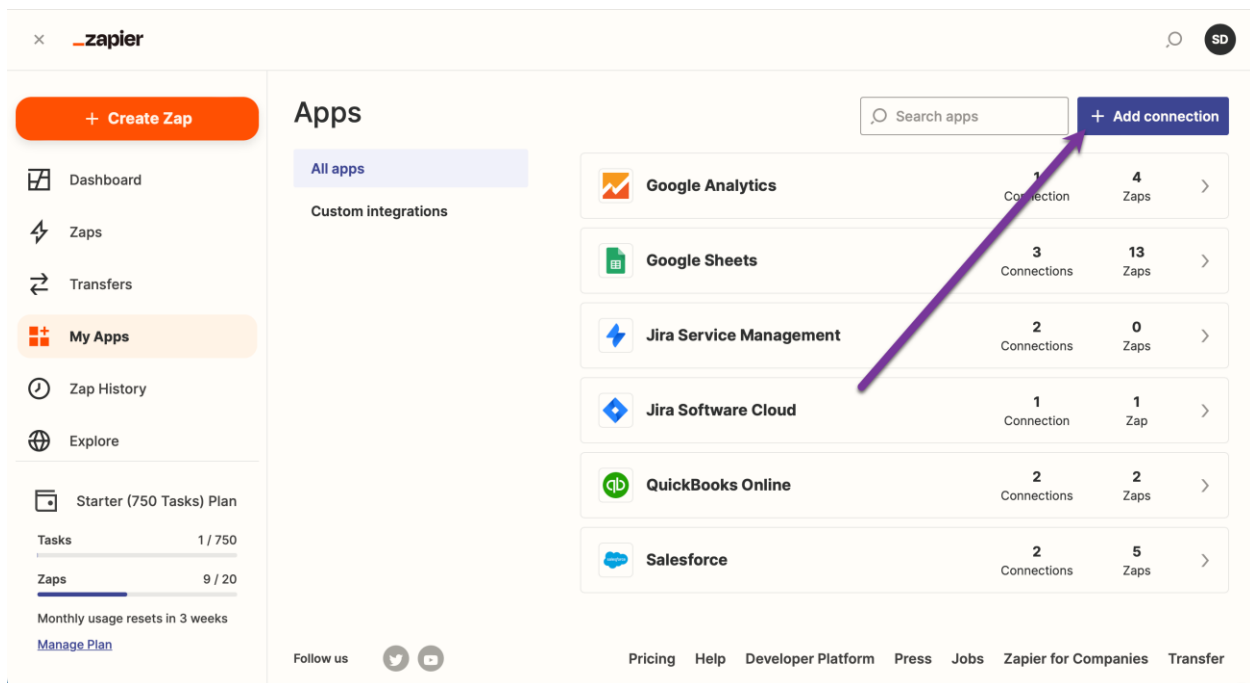 × _zapier
SD
+ Create Zap
Dashboard
Zaps
Transfers
My Apps
Zap History
Explore
Starter (750 Tasks) Plan
Tasks 1 / 750
Zaps 9 / 20
Monthly usage resets in 3 weeks
Manage Plan
Apps
Search apps
+ Add connection
All apps
Custom integrations
Google Analytics
1
Connection
4
Zaps
Google Sheets
3
Connections
13
Zaps
Jira Service Management
2
Connections
0
Zaps
Jira Software Cloud
1
Connection
1
Zap
qb
QuickBooks Online
2
Connections
2
Zaps
salesforce
Salesforce
2
Connections
5
Zaps
Follow us
Pricing Help Developer Platform Press Jobs Zapier for Companies Transfer